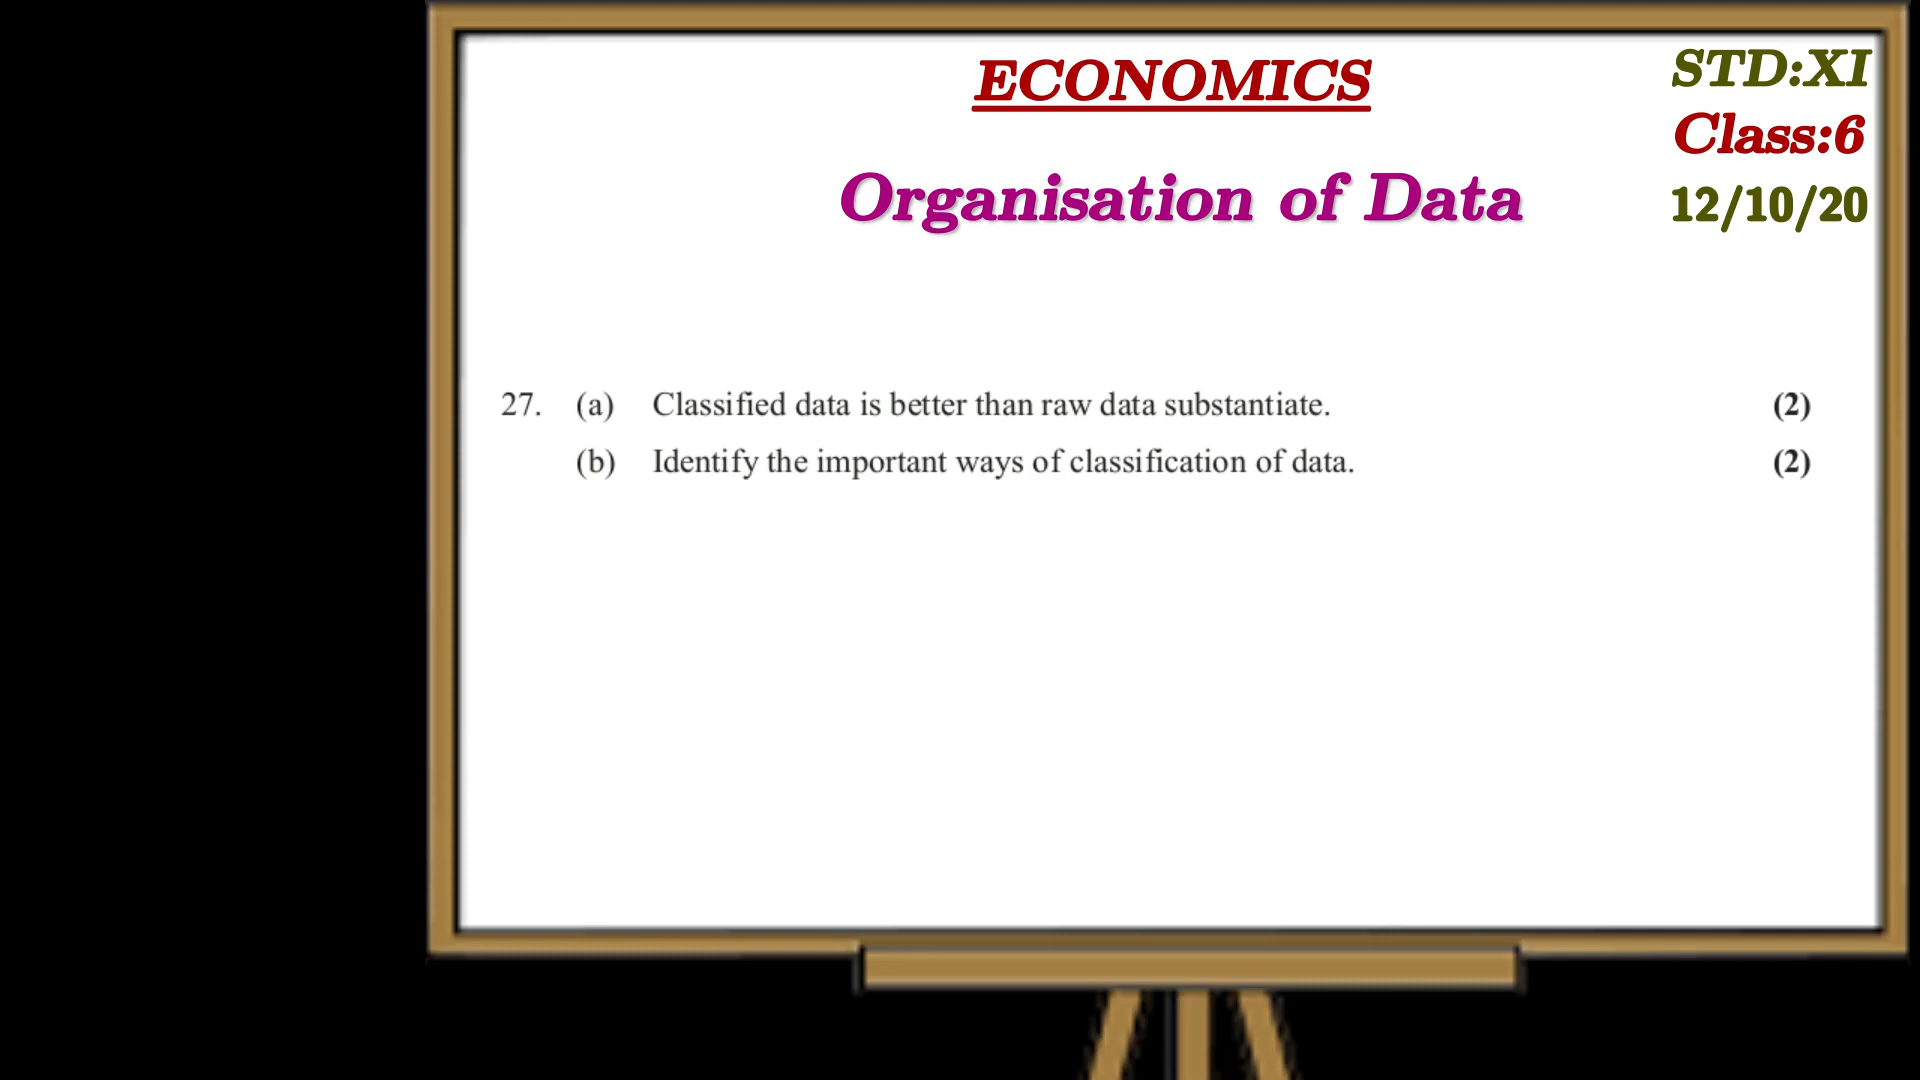 ECONOMICS
STD:XI
Class:6
Organisation of Data
12/10/20
27. (a) Classified data is better than raw data substantiate. (2)
(b) Identify the important ways of classification of data. (2)